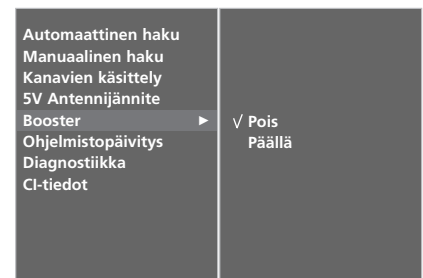 Automaattinen haku
Manuaalinen haku
Kanavien käsittely
5V Antennijännite
Booster ►
√ Pois
Ohjelmistopäivitys
Päällä
Diagnostiikka
CI-tiedot